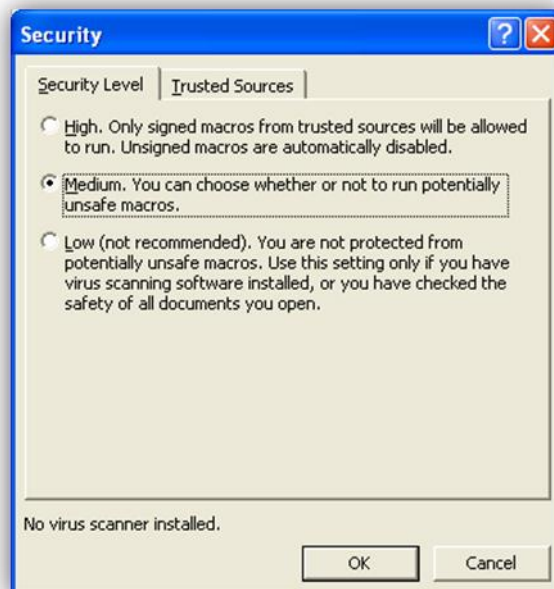 Security
Security Level
Trusted Sources
High. Only signed macros from trusted sources will be allowed
to run. Unsigned macros are automatically disabled.
Medium. You can choose whether or not to run potentially
unsafe macros.
Low (not recommended). You are not protected from
potentially unsafe macros. Use this setting only if you have
virus scanning software installed, or you have checked the
safety of all documents you open.
No virus scanner installed.
OK
Cancel